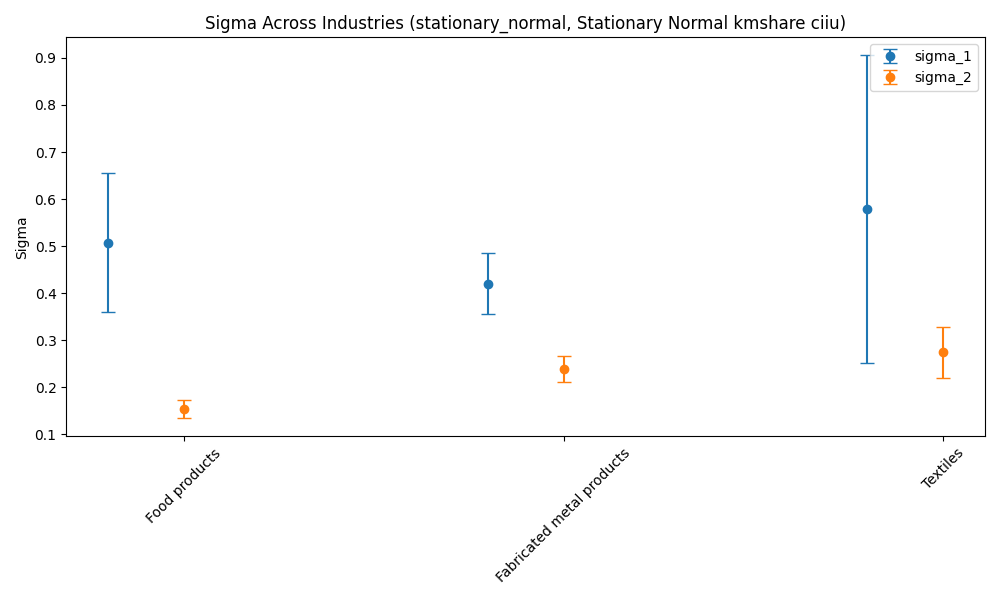 Sigma Across Industries (stationary_normal, Stationary Normal kmshare ciiu)
sigma_1
sigma_2
Sigma
0.9
0.8
0.7
0.6
0.5
0.4
0.3
0.2
0.1
Food products
Fabricated metal products
Textiles